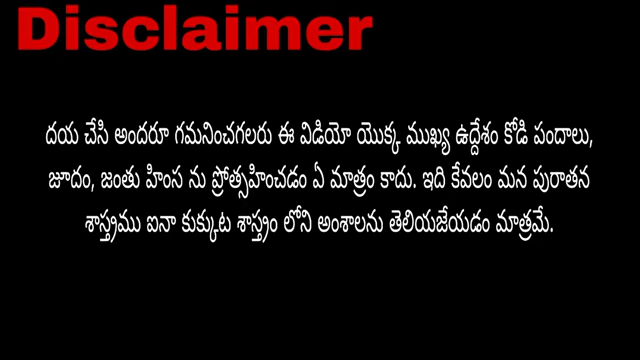 Disclaimer
దయ చేసి అందరూ గమనించగలరు ఈ విడియో యొక్క ముఖ్య ఉద్దేశం కోడి పందాలు,
జూదం, జంతు హింస ను ప్రోత్సహించడం ఏ మాత్రం కాదు. ఇది కేవలం మన పురాతన
శాస్త్రము ఐనా కుక్కుట శాస్త్రం లోని అంశాలను తెలియజేయడం మాత్రమే.